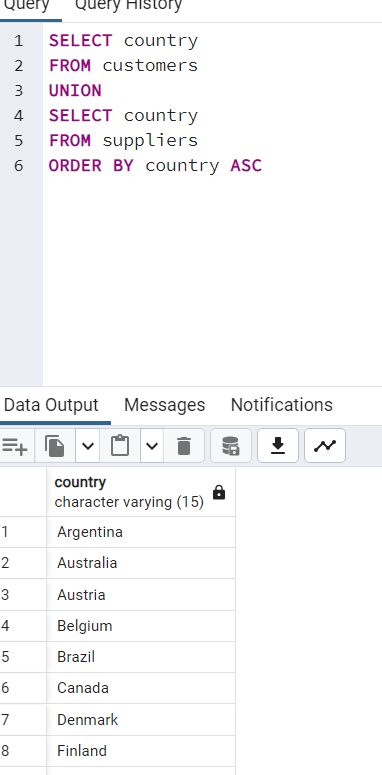 Query Query History
1 SELECT country
2 FROM customers
3 UNION
4 SELECT country
5 FROM suppliers
6 ORDER BY country ASC
Data Output Messages Notifications
country
character varying (15)
1 Argentina
2 Australia
3 Austria
4 Belgium
5 Brazil
6 Canada
7 Denmark
8 Finland